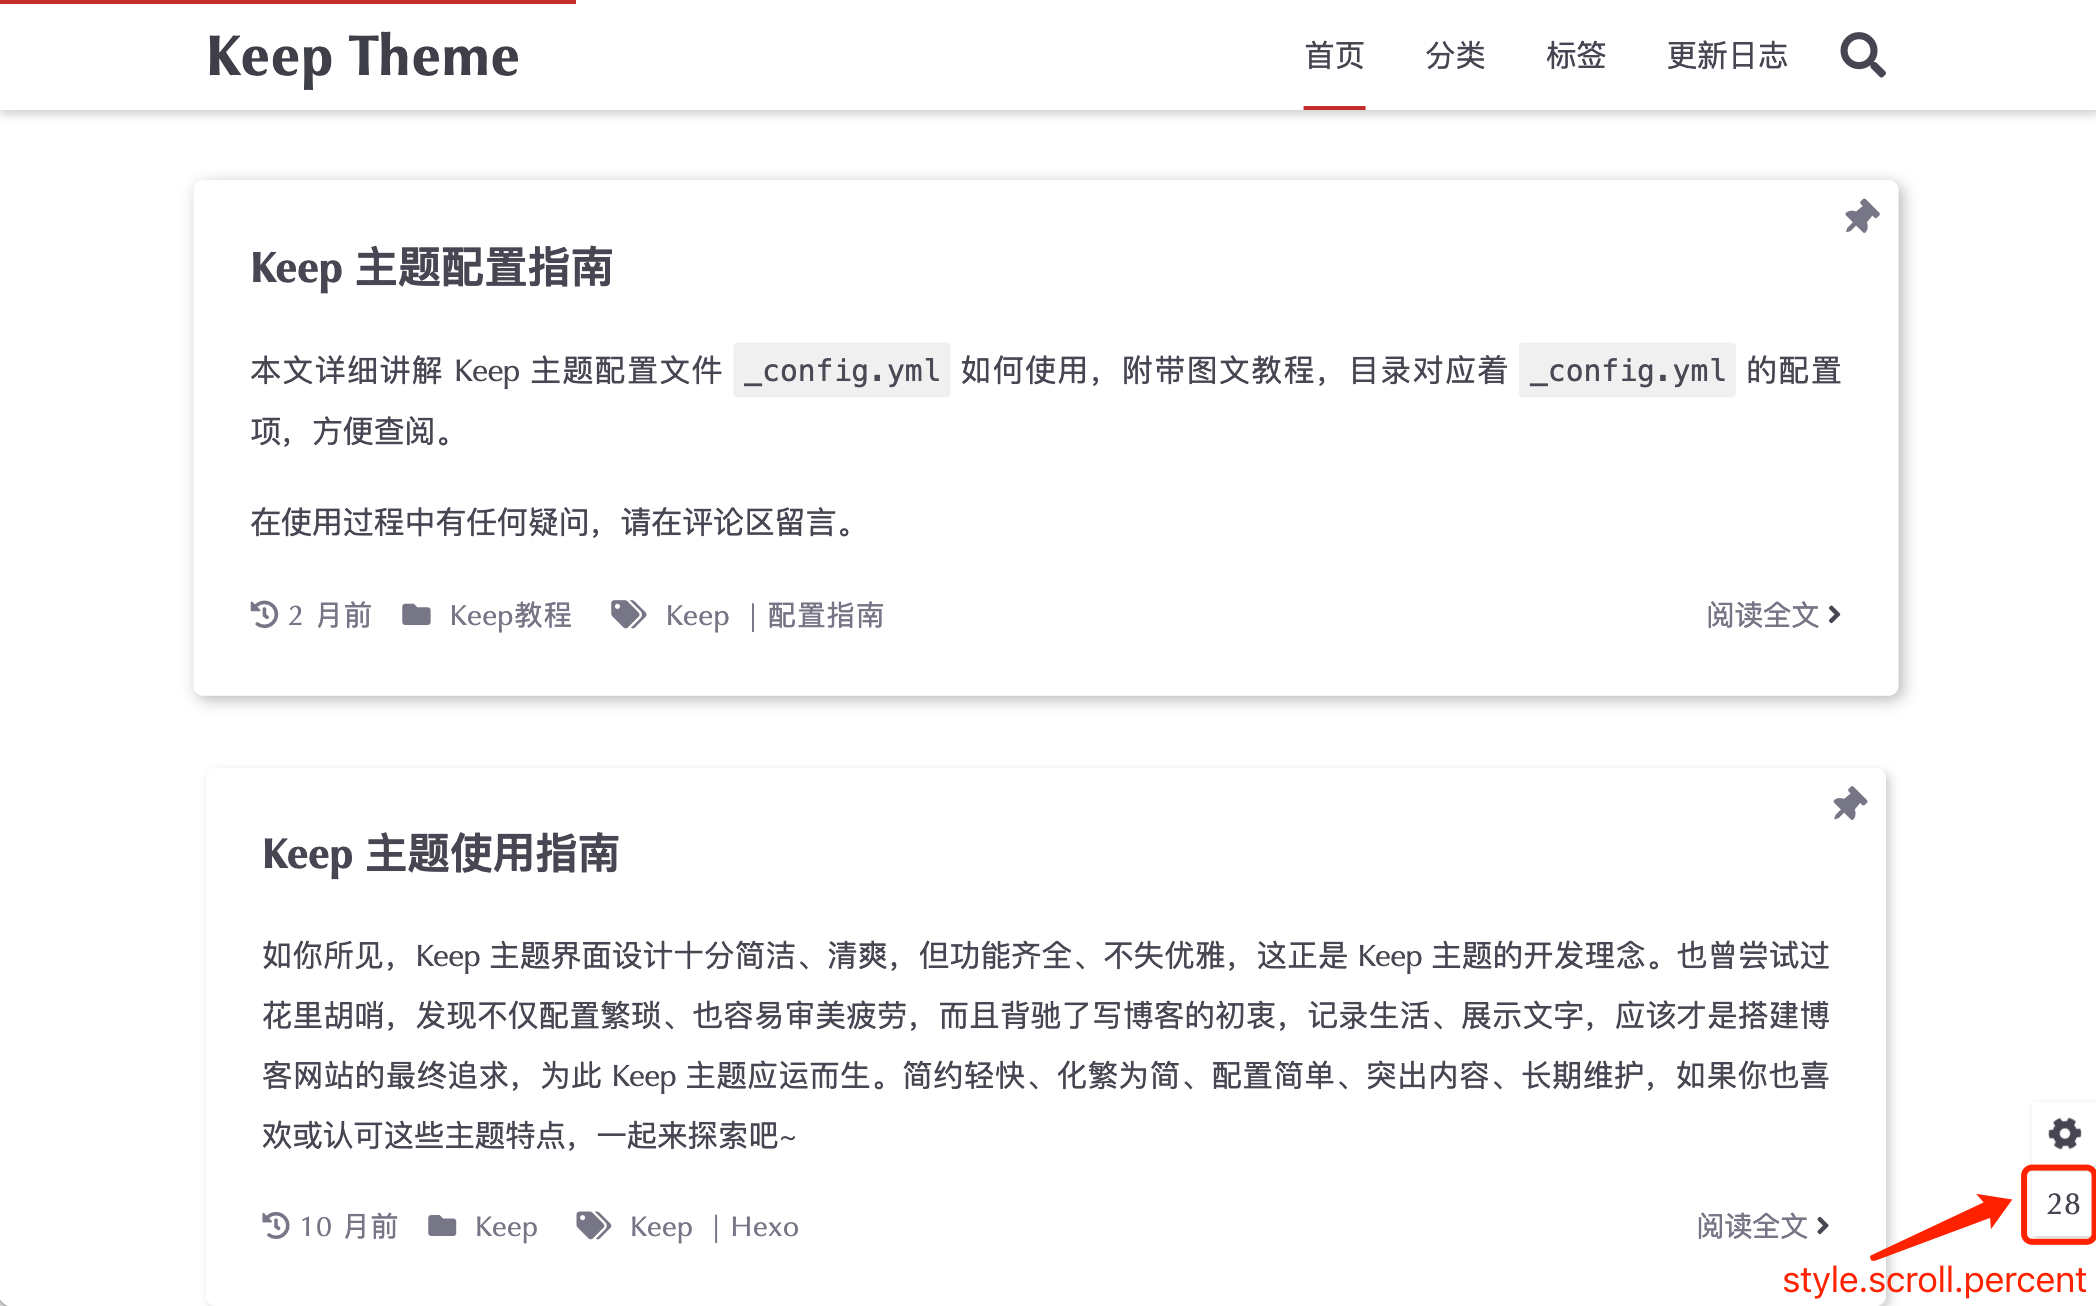 Keep Theme
首页 分类 标签 更新日志
Keep 主题配置指南
本文详细讲解 Keep 主题配置文件 _config.yml 如何使用，附带图文教程，目录对应着 _config.yml 的配置
项，方便查阅。
在使用过程中有任何疑问，请在评论区留言。
2 月前 Keep教程 Keep | 配置指南 阅读全文
Keep 主题使用指南
如你所见，Keep 主题界面设计十分简洁、清爽，但功能齐全、不失优雅，这正是 Keep 主题的开发理念。也曾尝试过
花里胡哨，发现不仅配置繁琐、也容易审美疲劳，而且背驰了写博客的初衷，记录生活、展示文字，应该才是搭建博
客网站的最终追求，为此 Keep 主题应运而生。简约轻快、化繁为简、配置简单、突出内容、长期维护，如果你也喜
欢或认可这些主题特点，一起来探索吧~
28
10 月前 Keep Keep | Hexo 阅读全文
style.scroll.percent